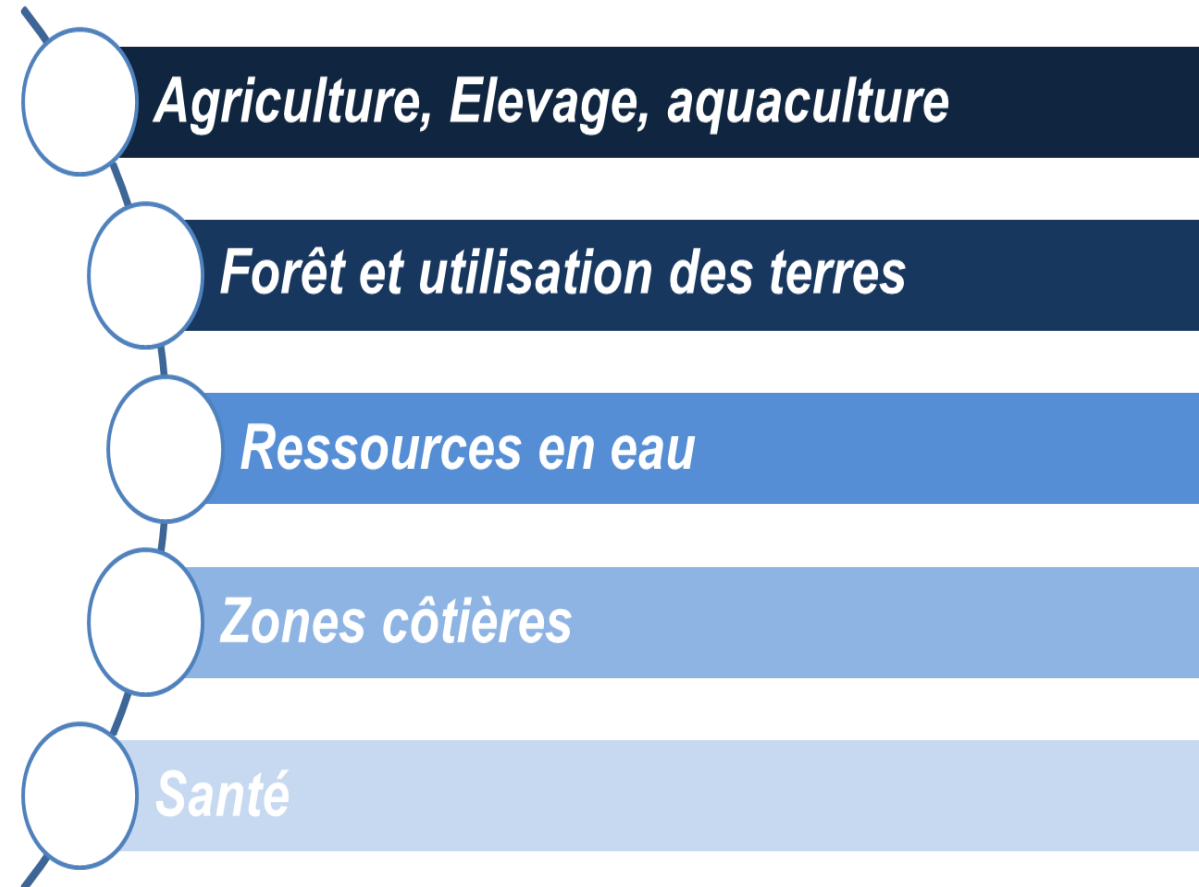 Agriculture, Elevage, aquaculture
Forêt et utilisation des terres
Ressources en eau
Zones côtières
Santé